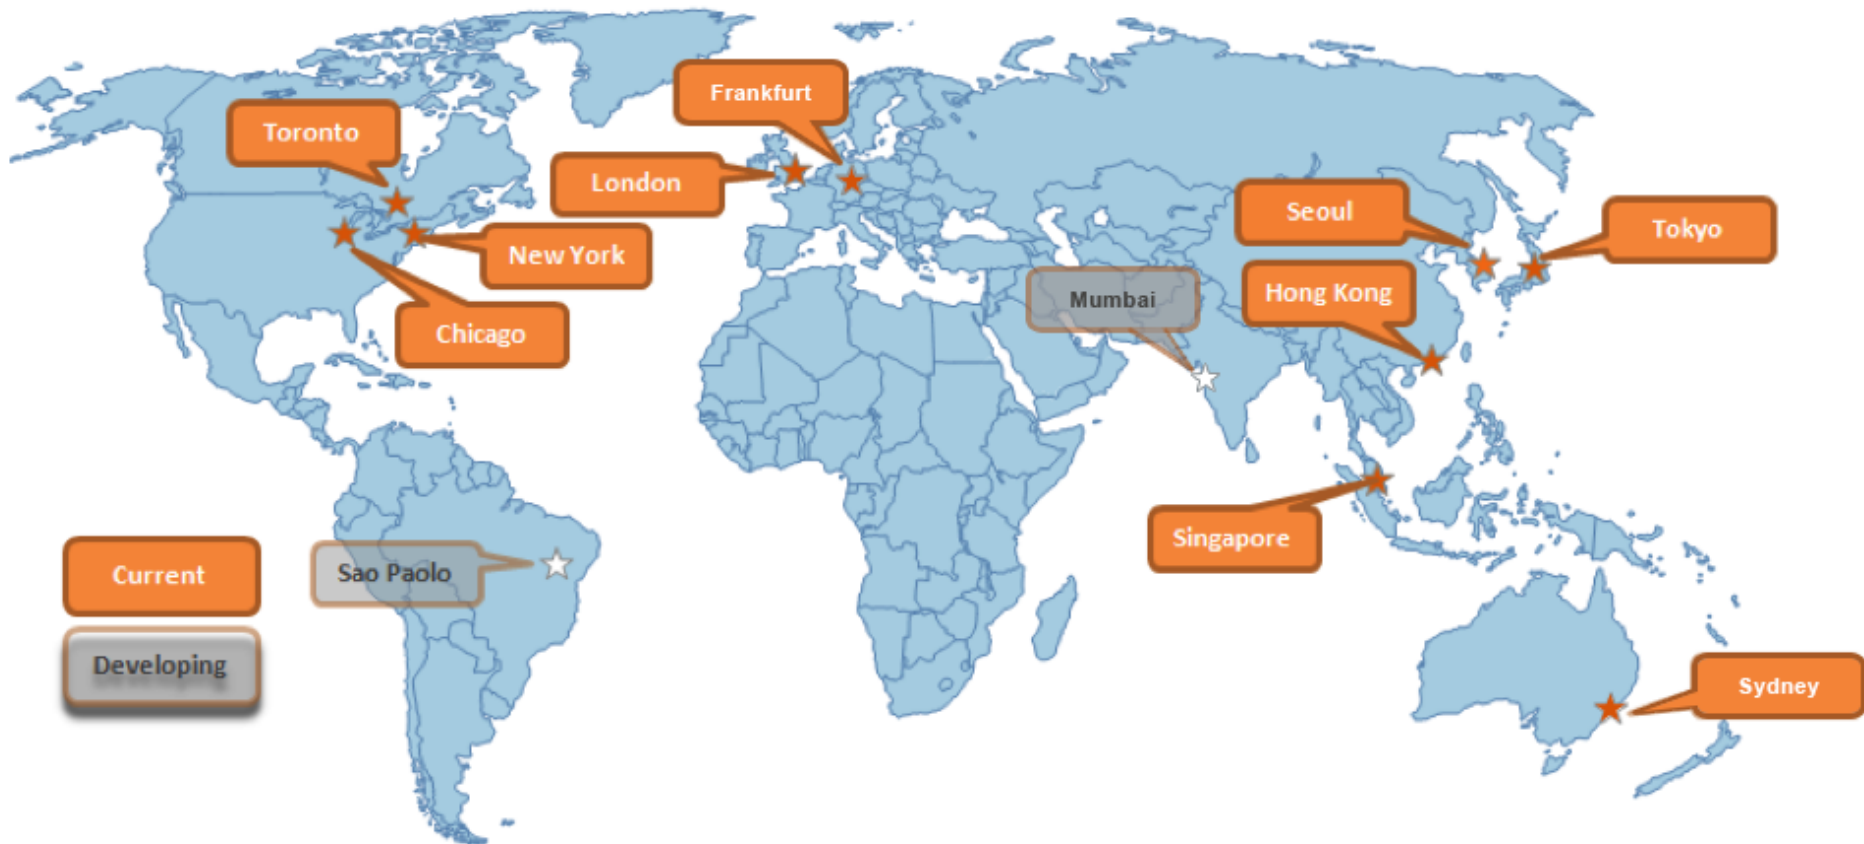 Frankfurt
Toronto
London
Seoul
Tokyo
New York
Mumbai
Hong Kong
Chicago
Singapore
Current
Sao Paolo
Developing
Sydney